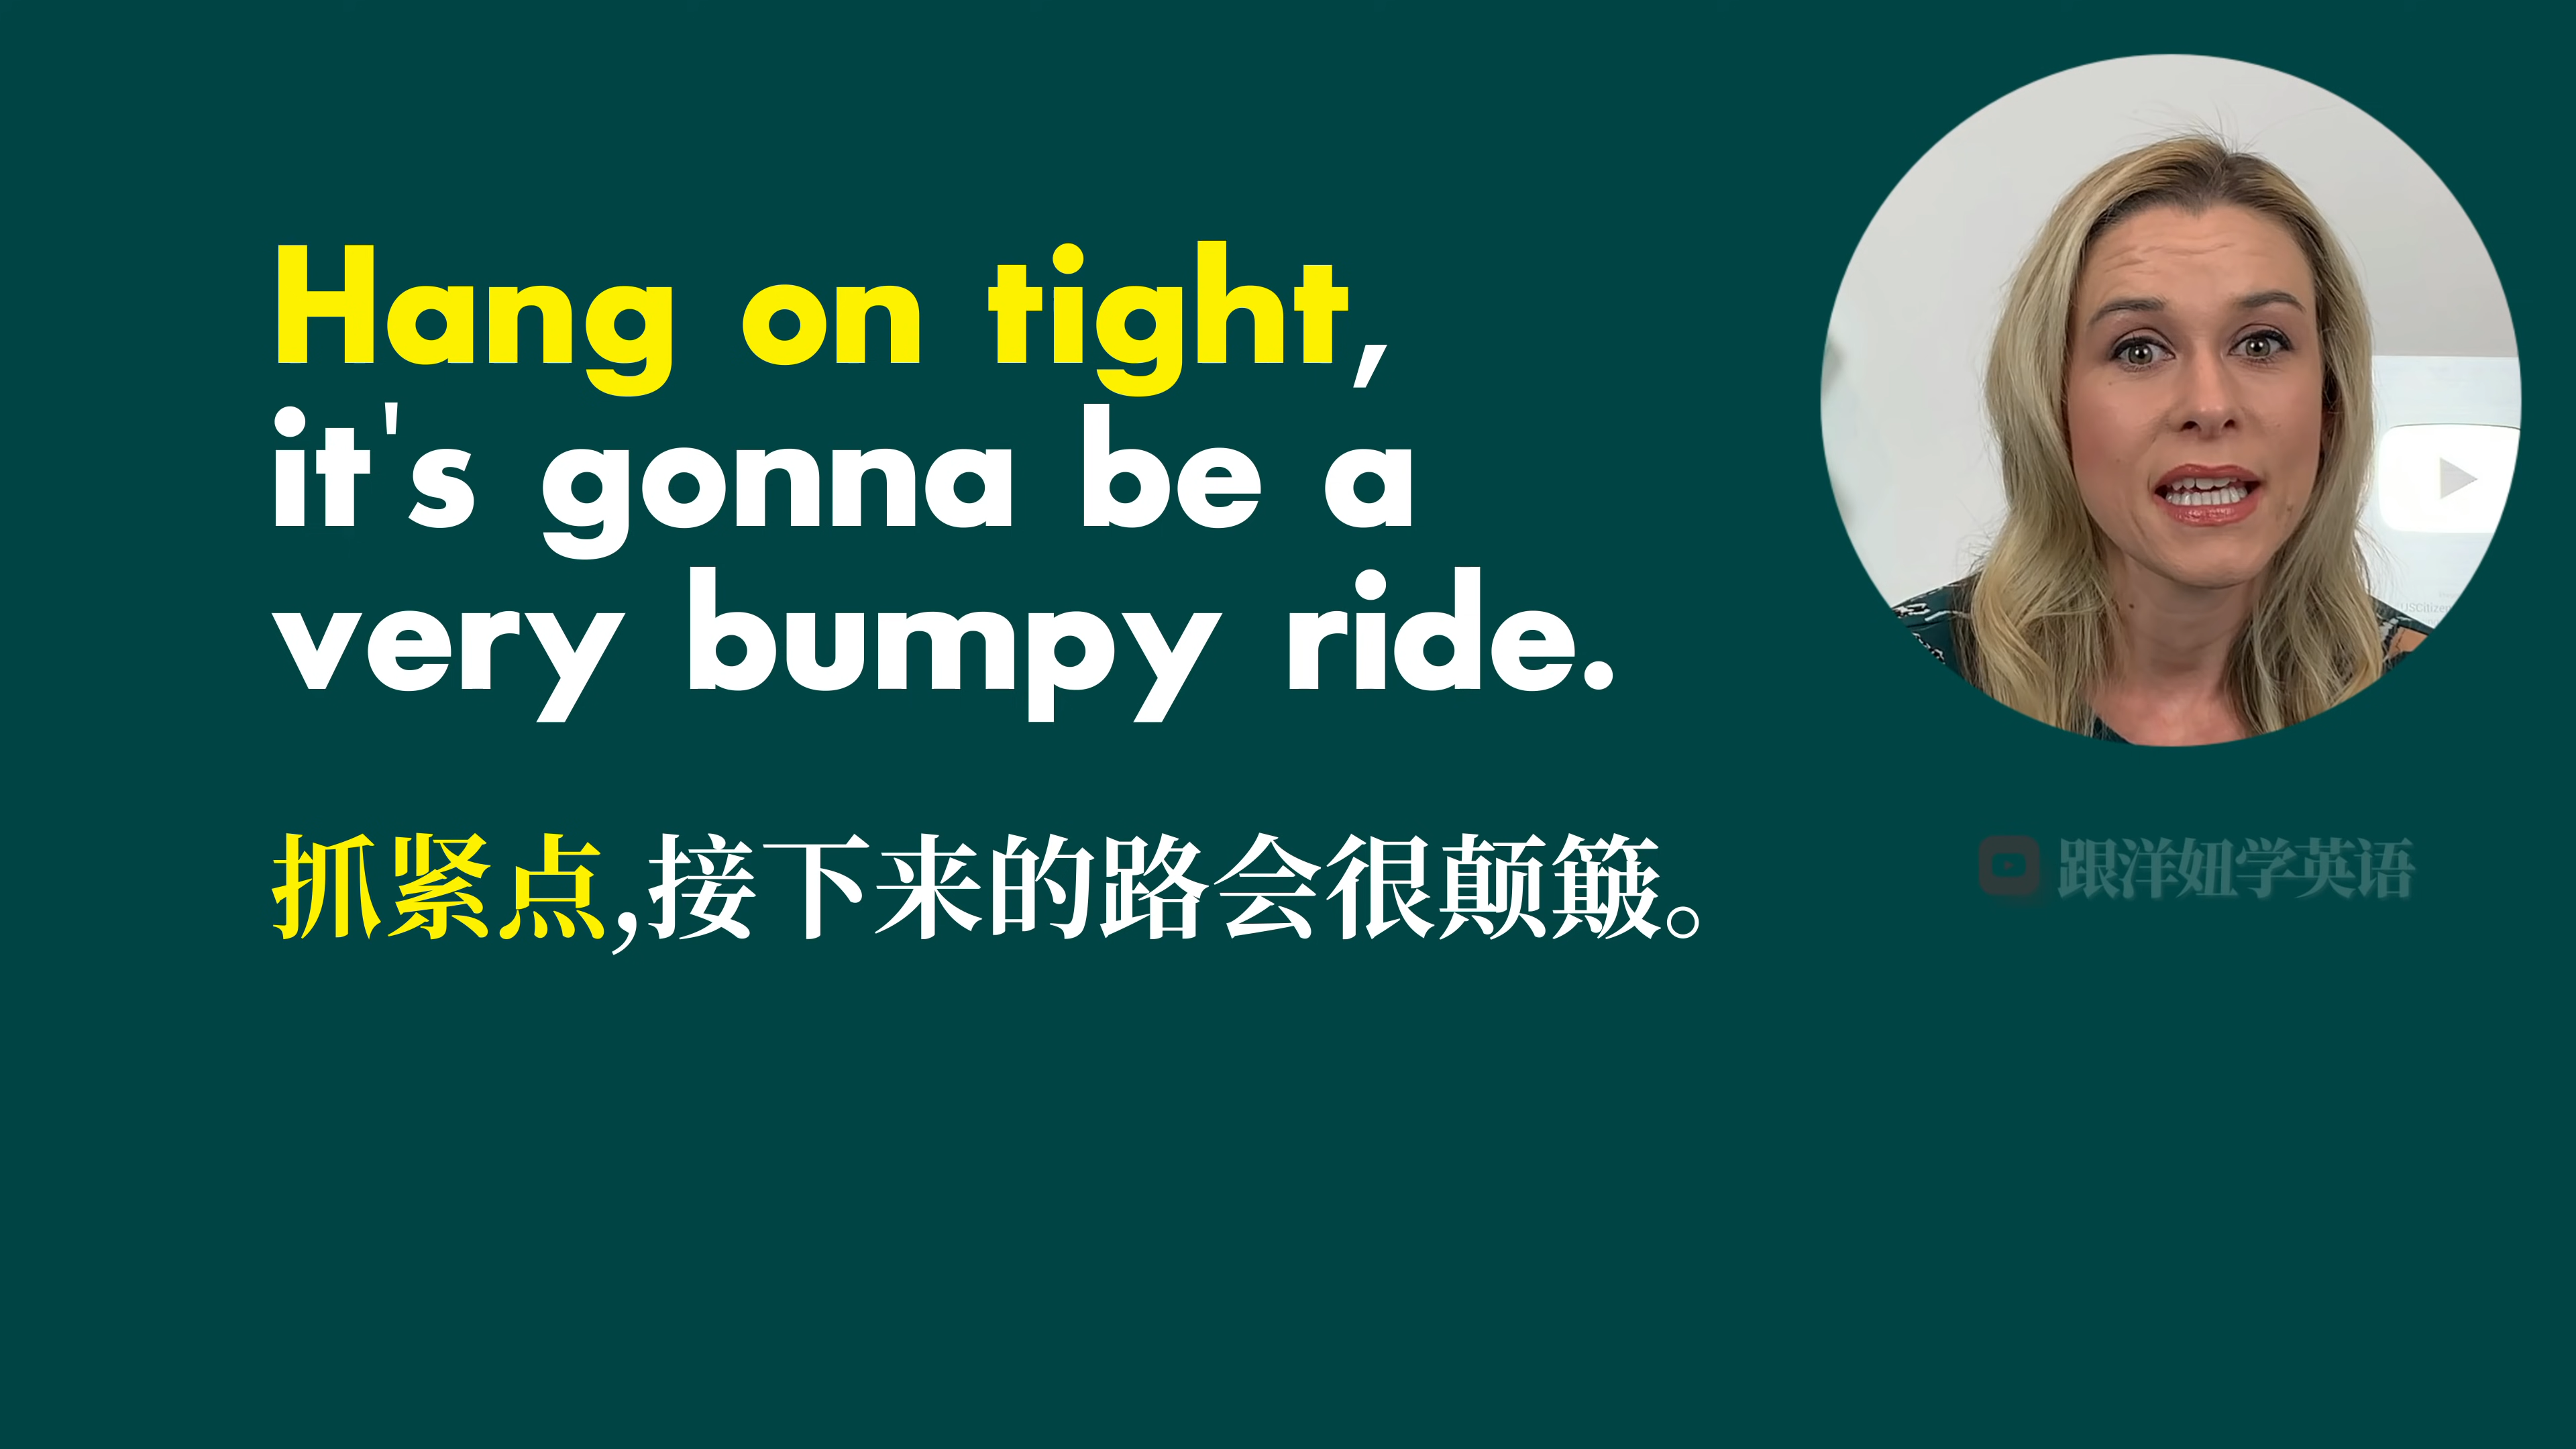 Hang on tight,
it's gonna be a
very bumpy ride.
抓紧点,接下来的路会很颠簸。
跟洋妞学英语